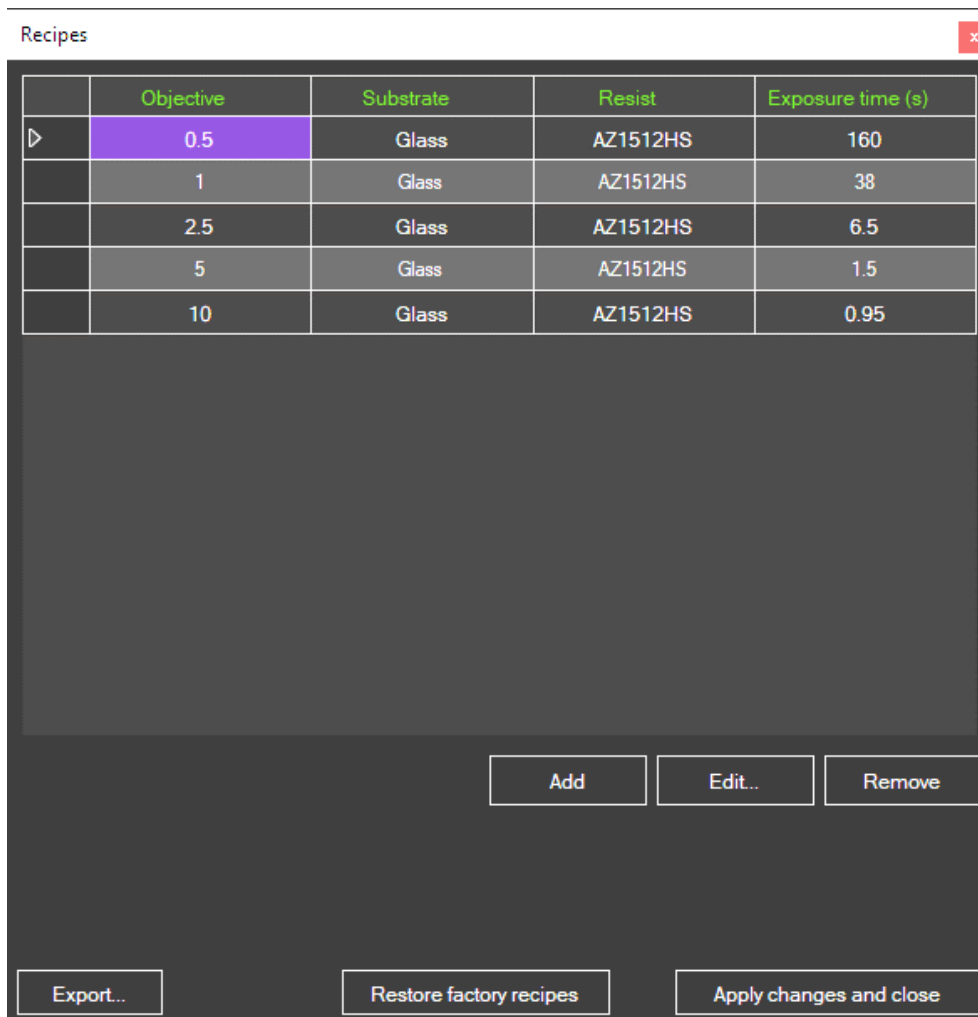 Recipes
x
Objective Substrate Resist Exposure time (s)
0.5 Glass AZ1512HS 160
1 Glass AZ1512HS 38
2.5 Glass AZ1512HS 6.5
5 Glass AZ1512HS 1.5
10 Glass AZ1512HS 0.95
Add Edit... Remove
Export... Restore factory recipes Apply changes and close